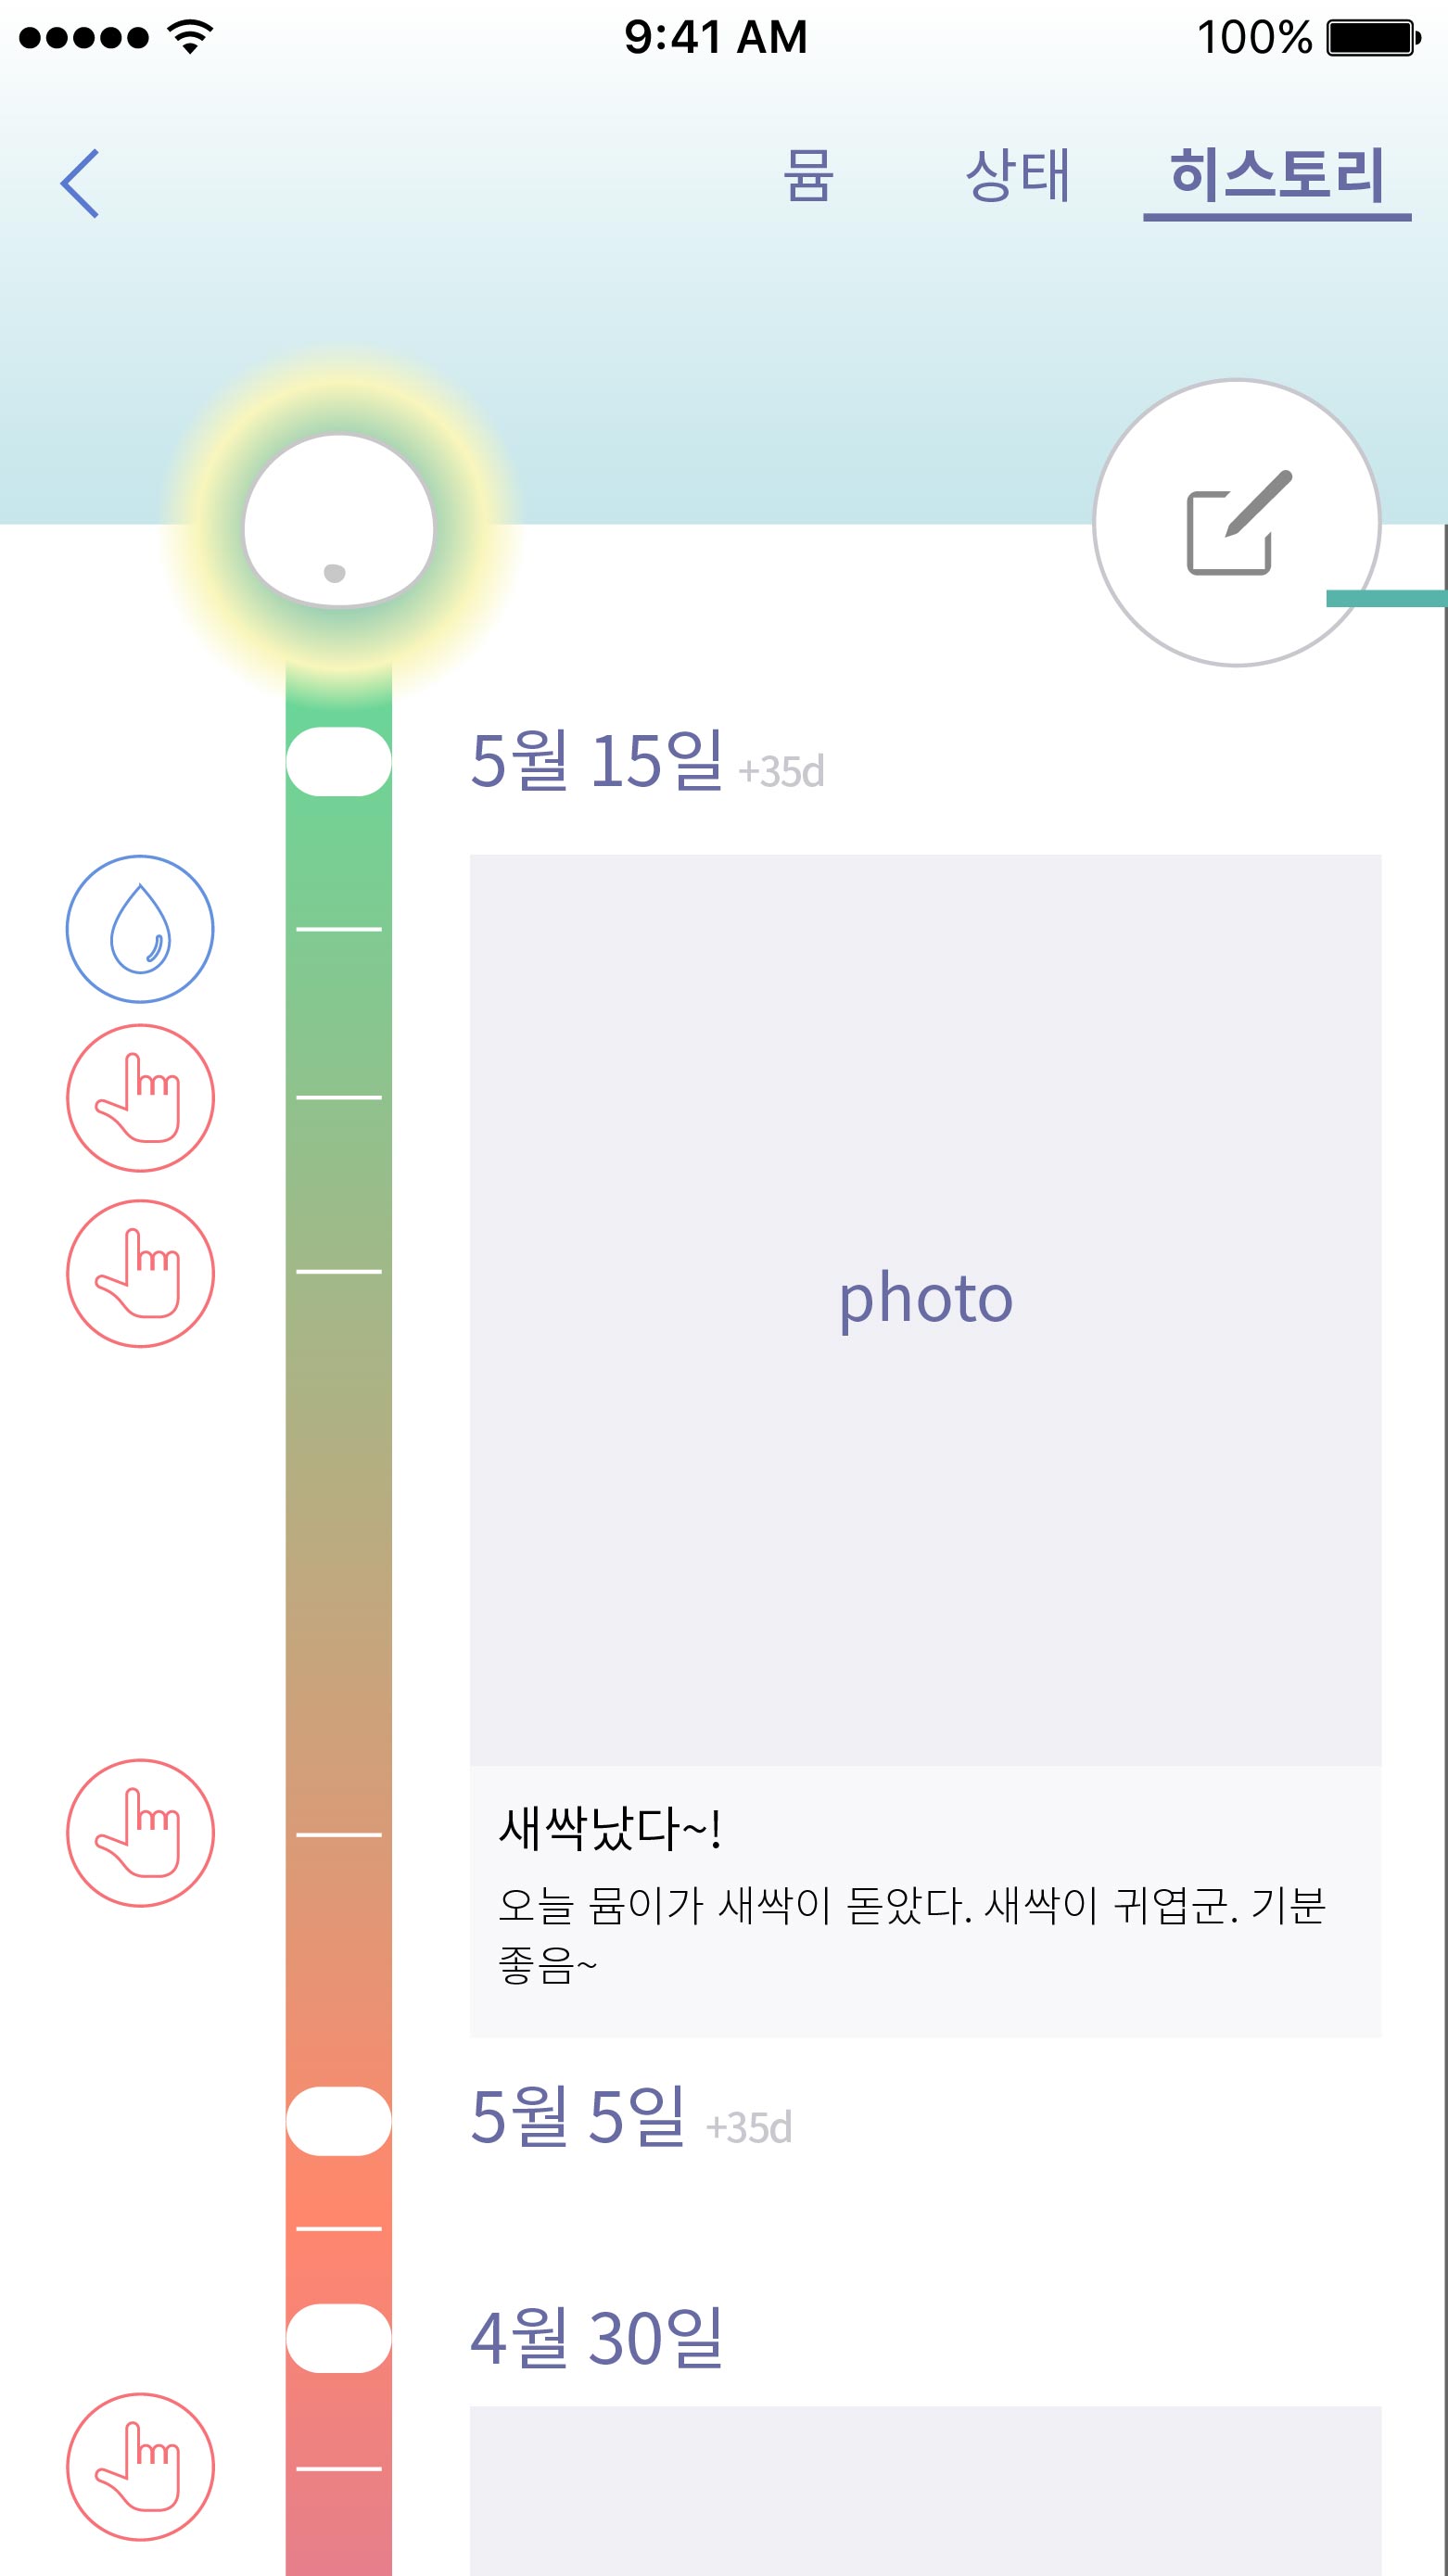 9:41 AM 100%
뮴 상태 히스토리
5월 15일 +35d
photo
새싹났다~!
오늘 뮴이가 새싹이 돋았다. 새싹이 귀엽군. 기분
좋음~
5월 5일 +35d
4월 30일